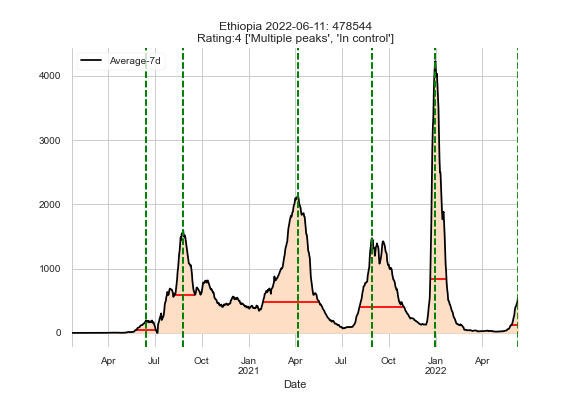 Ethiopia 2022-06-11: 478544
Rating:4 ['Multiple peaks', 'In control']
Average-7d
4000
3000
2000
1000
0
Apr Jul Oct Jan Apr Jul Oct Jan Apr
2021 2022
Date